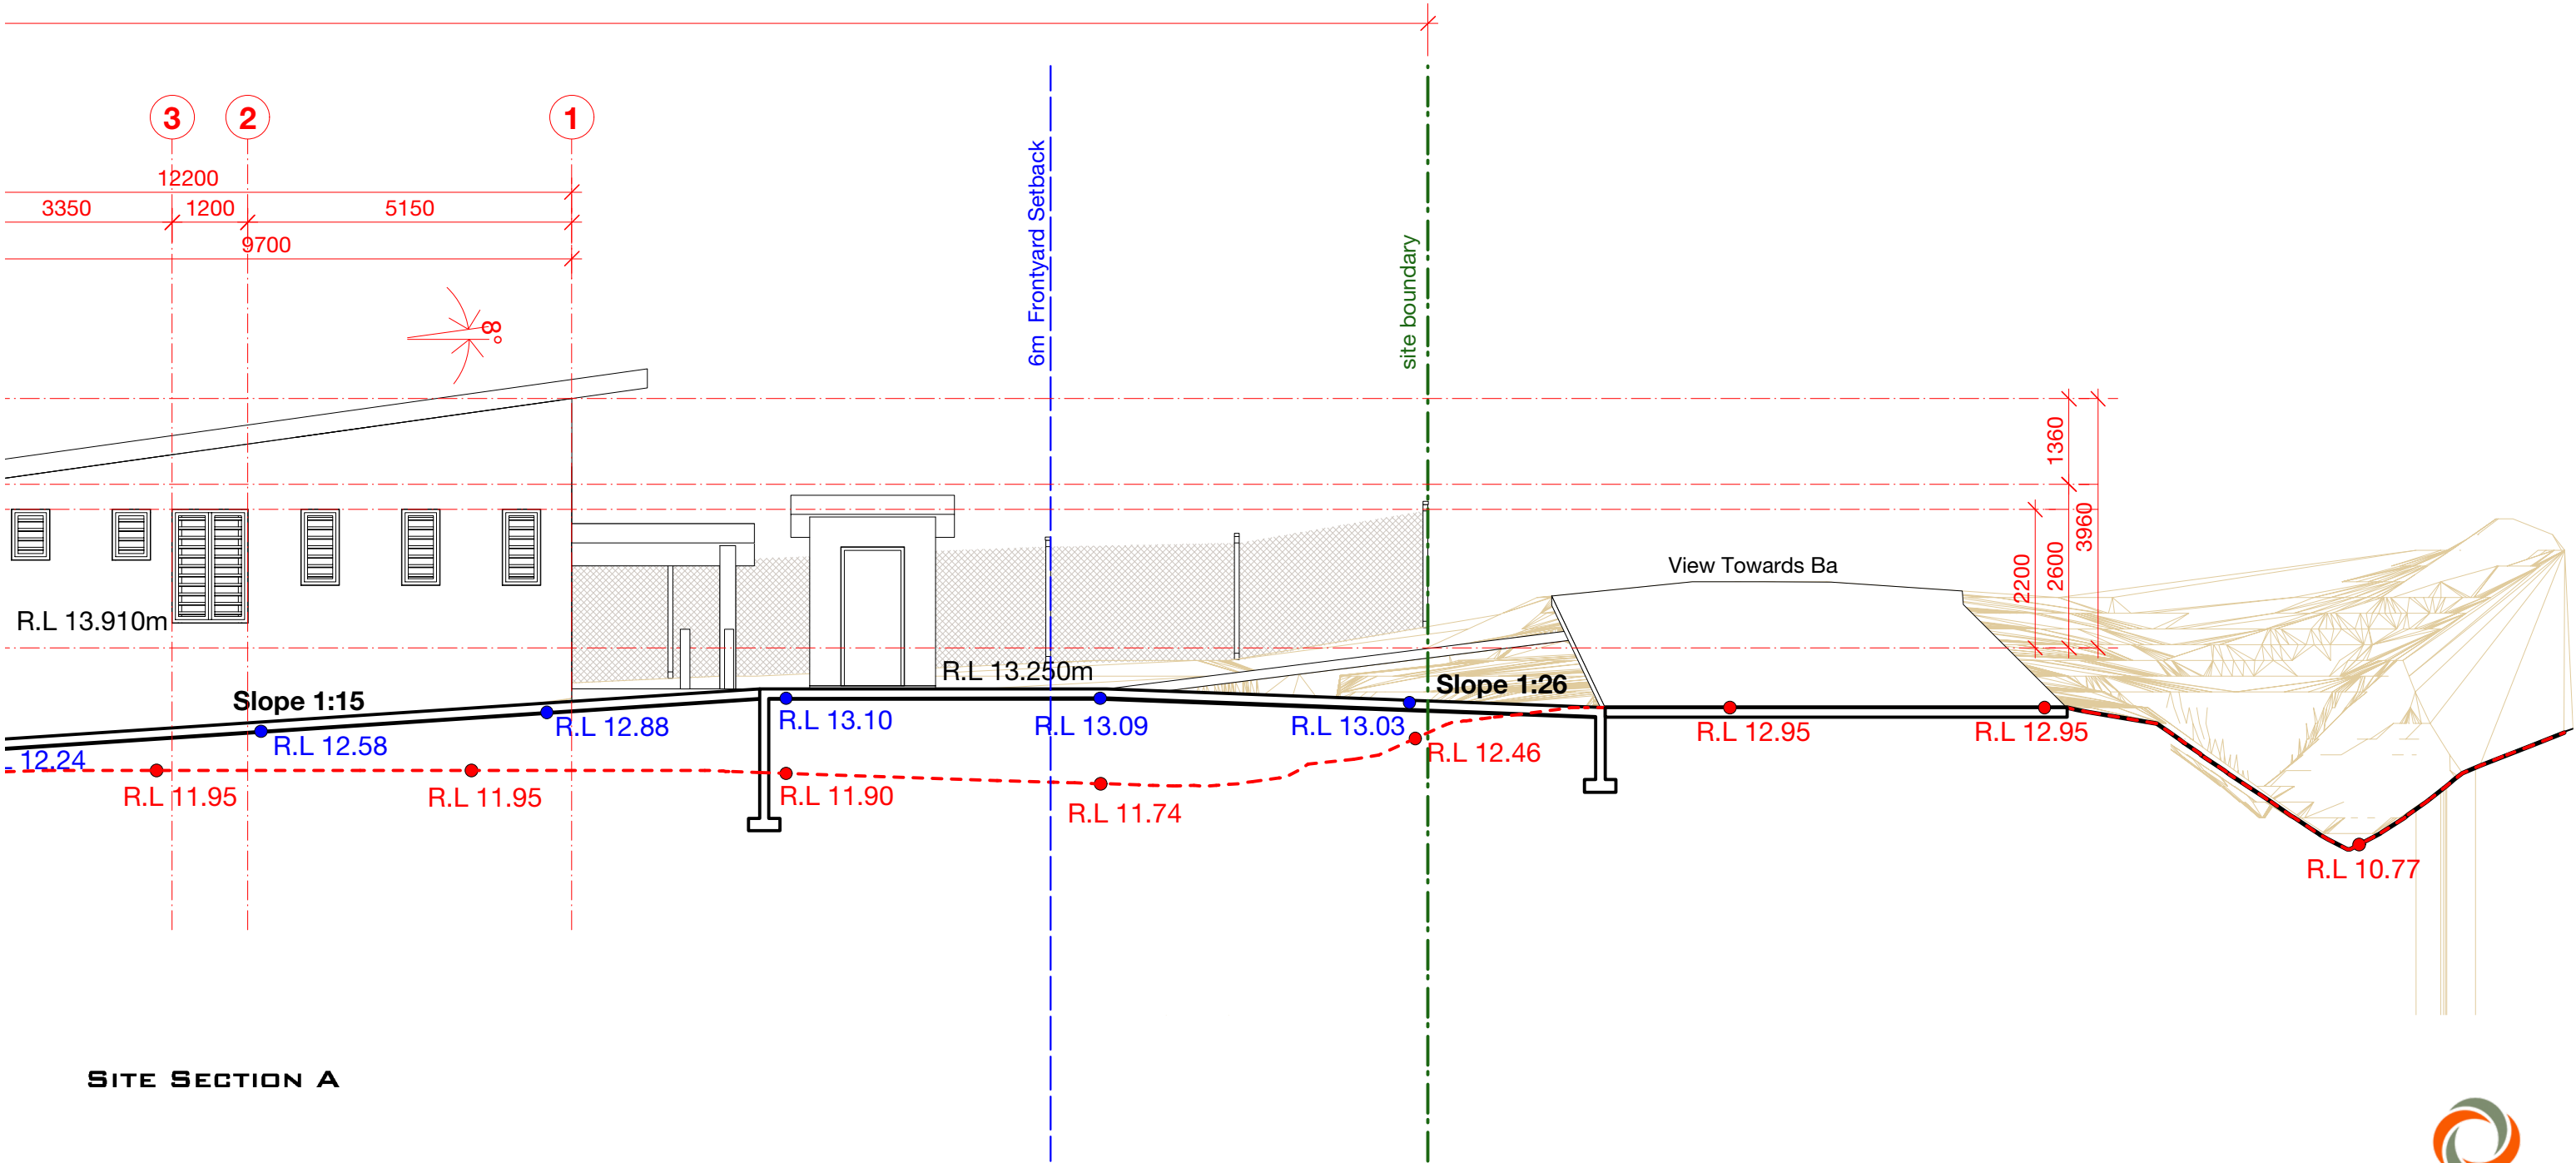 3
2
1
12200
3350
1200
5150
9700
8°
6m Frontyard Setback
site boundary
1360
3960
2600
2200
View Towards Ba
R.L 13.910m
R.L 13.250m
Slope 1:15
Slope 1:26
12.24
R.L 12.58
R.L 12.88
R.L 13.10
R.L 13.09
R.L 13.03
R.L 12.46
R.L 12.95
R.L 12.95
R.L 11.95
R.L 11.95
R.L 11.90
R.L 11.74
R.L 10.77
SITE SECTION A